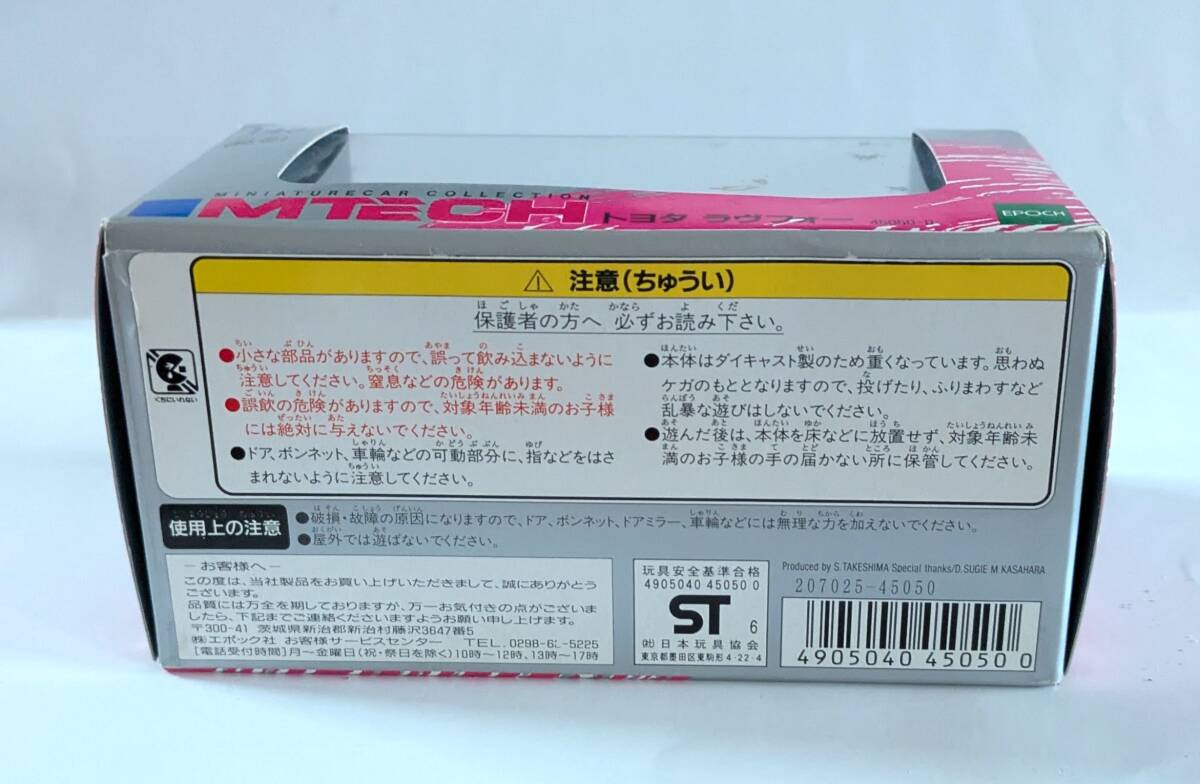 MINIATURECAR COLLECTION
MTECH トヨタ ラヴフォー 45050-D
EPOCH
⚠ 注意(ちゅうい)
保護者の方へ 必ずお読み下さい。
くちにいれない
●小さな部品がありますので、誤って飲み込まないように
注意してください。窒息などの危険があります。
●誤飲の危険がありますので、対象年齢未満のお子様
には絶対に与えないでください。
●ドア、ボンネット、車輪などの可動部分に、指などをはさ
まれないように注意してください。
●本体はダイキャスト製のため重くなっています。思わぬ
ケガのもととなりますので、投げたり、ふりまわすなど
乱暴な遊びはしないでください。
●遊んだ後は、本体を床などに放置せず、対象年齢未
満のお子様の手の届かない所に保管してください。
使用上の注意
●破損・故障の原因になりますので、ドア、ボンネット、ドアミラー、車輪などには無理な力を加えないでください。
●屋外では遊ばないでください。
—お客様へ—
この度は、当社製品をお買い上げいただきまして、誠にありがとう
ございます。
品質には万全を期しておりますが、万一お気付きの点がございま
したら、下記までご連絡くださいますようお願い申し上げます。
〒300-41 茨城県新治郡新治村藤沢3647番5
㈱エポック社 お客様サービスセンター TEL. 0298-62-5225
[電話受付時間]月〜金曜日(祝・祭日を除く)10時〜12時、13時〜17時
玩具安全基準合格
4905040 45050 0
ST 6
㈳日本玩具協会
東京都墨田区東駒形4-22-4
Produced by S.TAKESHIMA Special thanks/D.SUGIE M KASAHARA
207025-45050
4905040 450500